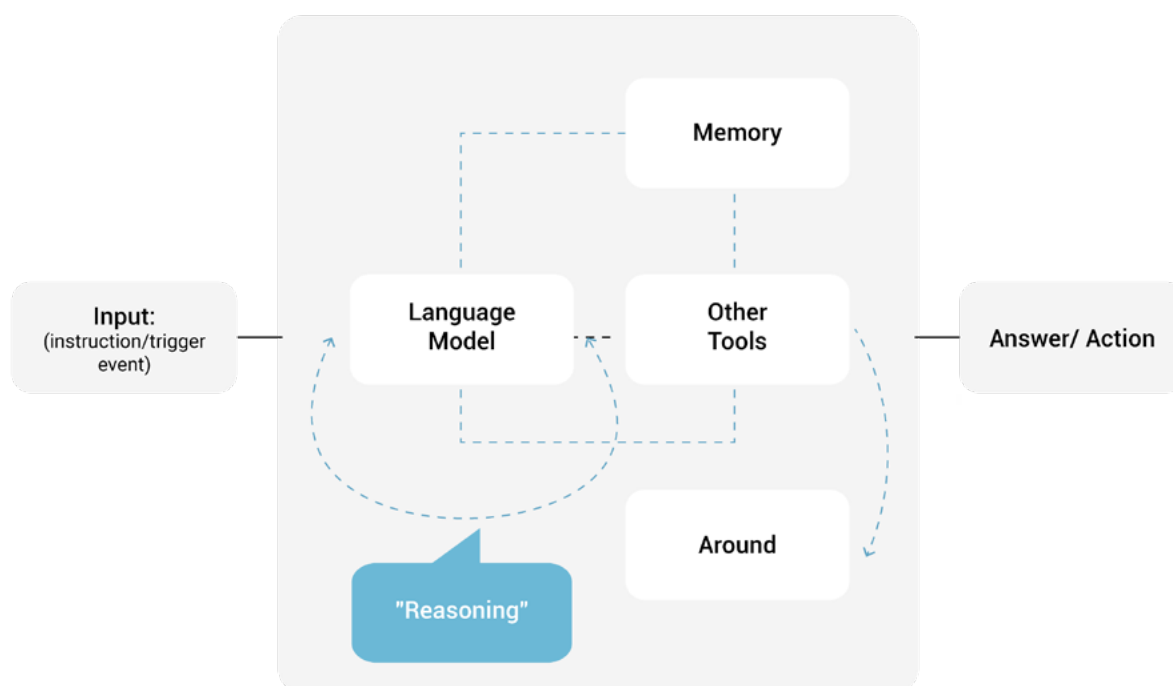 Memory
Input:
(instruction/trigger
event)
Language
Model
Other
Tools
Answer/ Action
Around
"Reasoning"